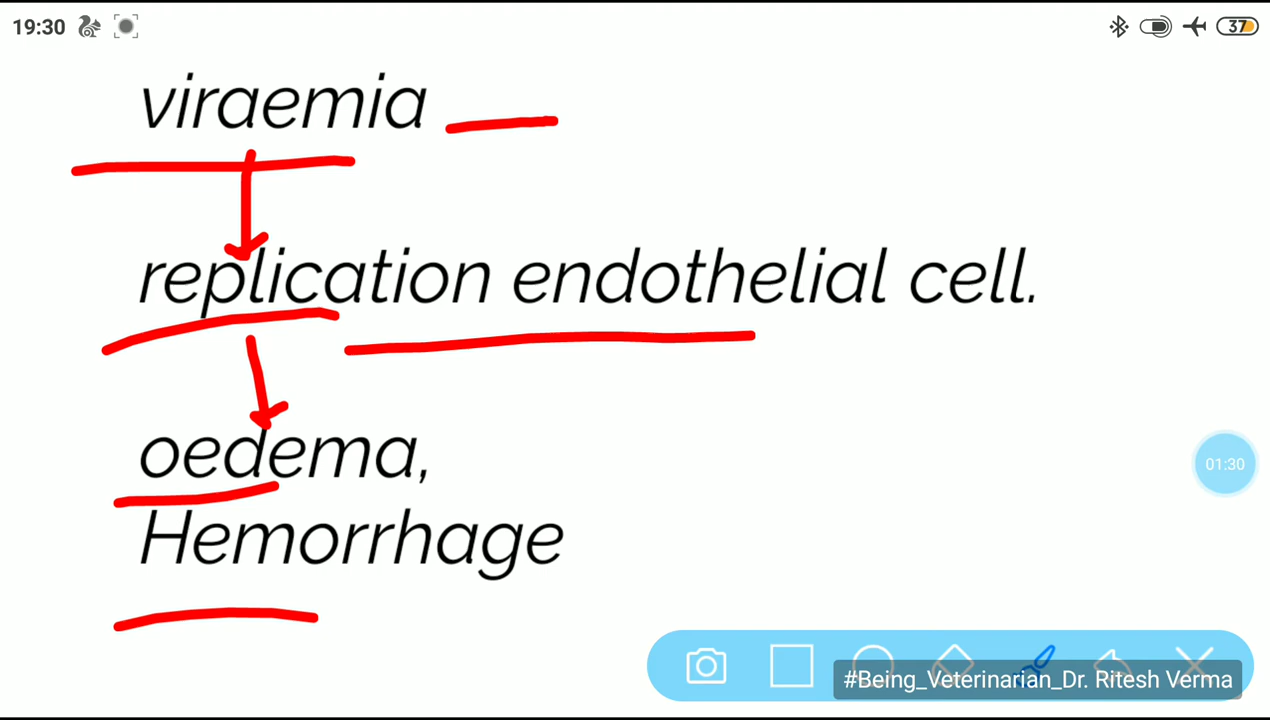 19:30
37
viraemia
replication endothelial cell.
oedema,
Hemorrhage
01:30
#Being_Veterinarian_Dr. Ritesh Verma